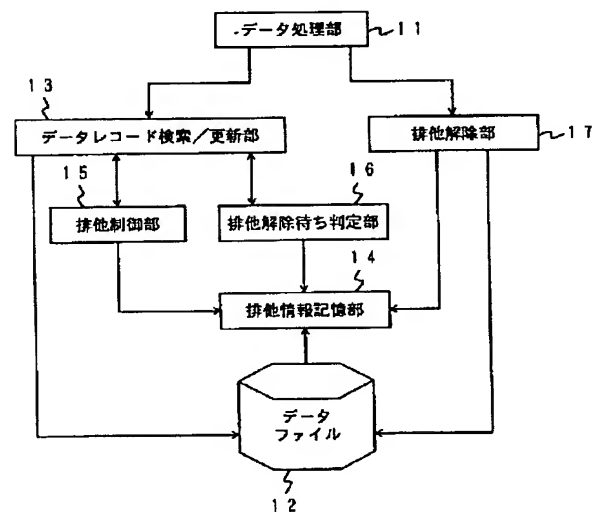 データ処理部
11
13
データレコード検索／更新部
排他解除部
17
15
16
排他制御部
排他解除待ち判定部
14
排他情報記憶部
データ
ファイル
12